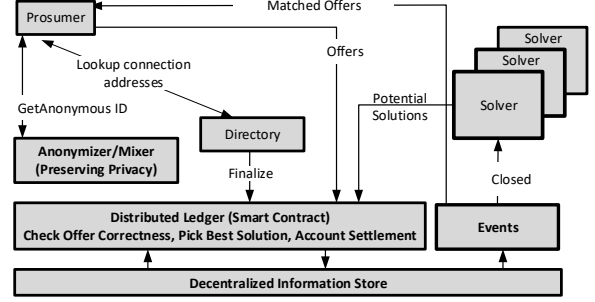 Matched Offers
Prosumer
Offers
Solver
Solver
Solver
Lookup connection
addresses
GetAnonymous ID
Potential
Solutions
Directory
Anonymizer/Mixer
(Preserving Privacy)
Finalize
Closed
Distributed Ledger (Smart Contract)
Check Offer Correctness, Pick Best Solution, Account Settlement
Events
Decentralized Information Store